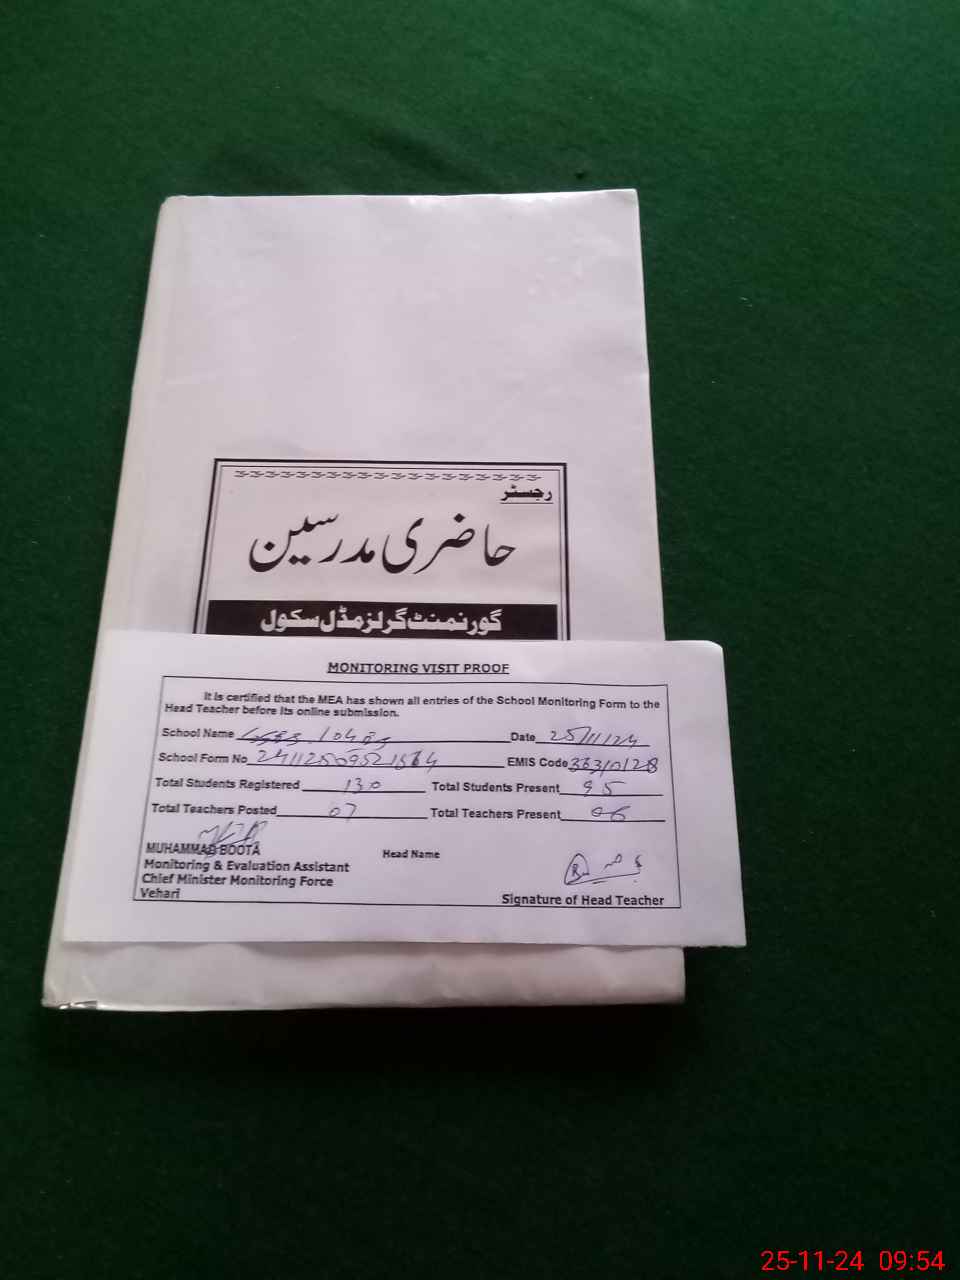 رجسٹر
حاضری مدرسین
گورنمنٹ گرلز مڈل سکول
MONITORING VISIT PROOF
It is certified that the MEA has shown all entries of the School Monitoring Form to the
Head Teacher before its online submission.
School Name Date 25/11/24
School Form No EMIS Code
Total Students Registered 130 Total Students Present 95
Total Teachers Posted 07 Total Teachers Present 06
MUHAMMAD BOOTA Head Name
Monitoring & Evaluation Assistant
Chief Minister Monitoring Force
Vehari Signature of Head Teacher
25-11-24 09:54